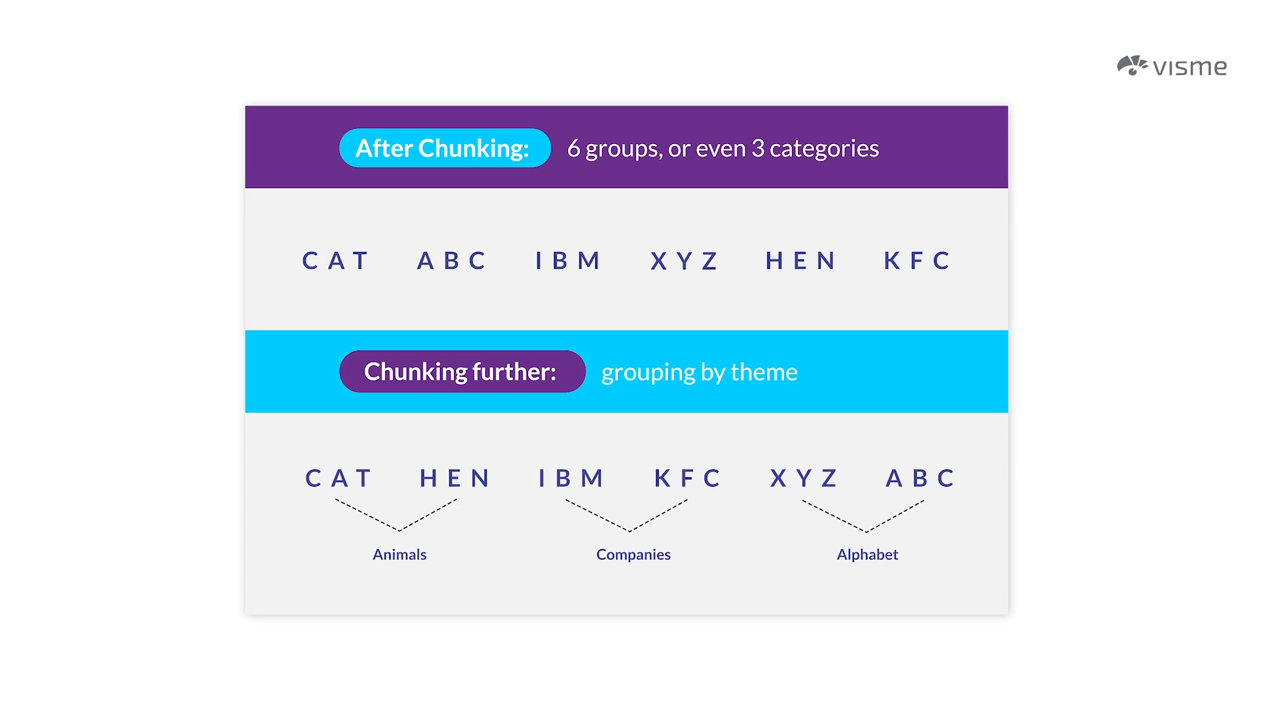 visme
After Chunking: 6 groups, or even 3 categories
C A T A B C I B M X Y Z H E N K F C
Chunking further: grouping by theme
C A T H E N I B M K F C X Y Z A B C
Animals Companies Alphabet